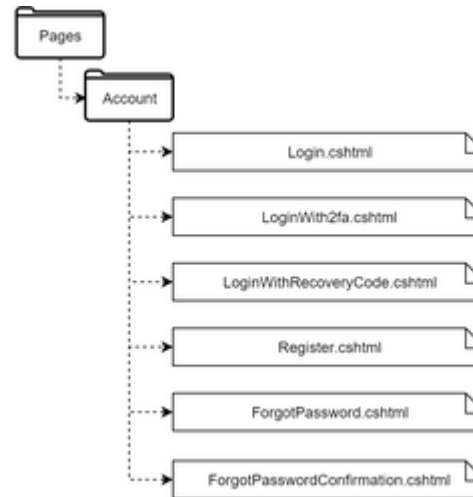 Pages
Account
Login.cshtml
LoginWith2fa.cshtml
LoginWithRecoveryCode.cshtml
Register.cshtml
ForgotPassword.cshtml
ForgotPasswordConfirmation.cshtml